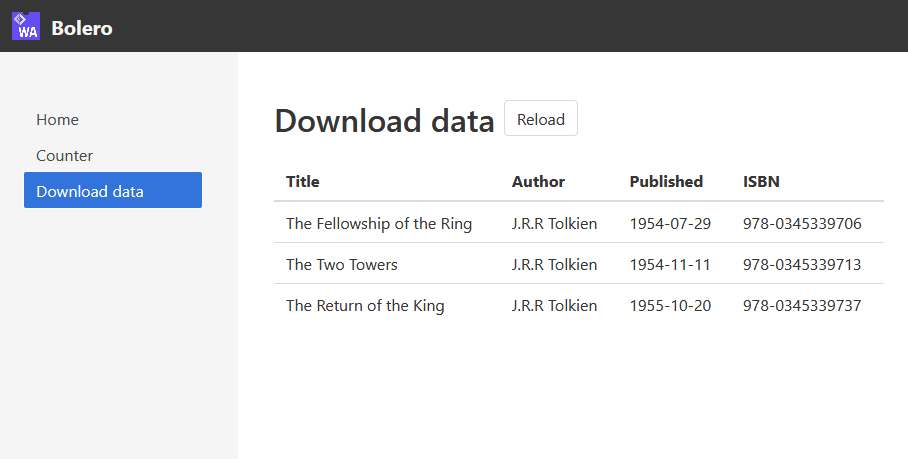 WA Bolero
Home
Counter
Download data
Download data Reload
Title Author Published ISBN
The Fellowship of the Ring J.R.R Tolkien 1954-07-29 978-0345339706
The Two Towers J.R.R Tolkien 1954-11-11 978-0345339713
The Return of the King J.R.R Tolkien 1955-10-20 978-0345339737